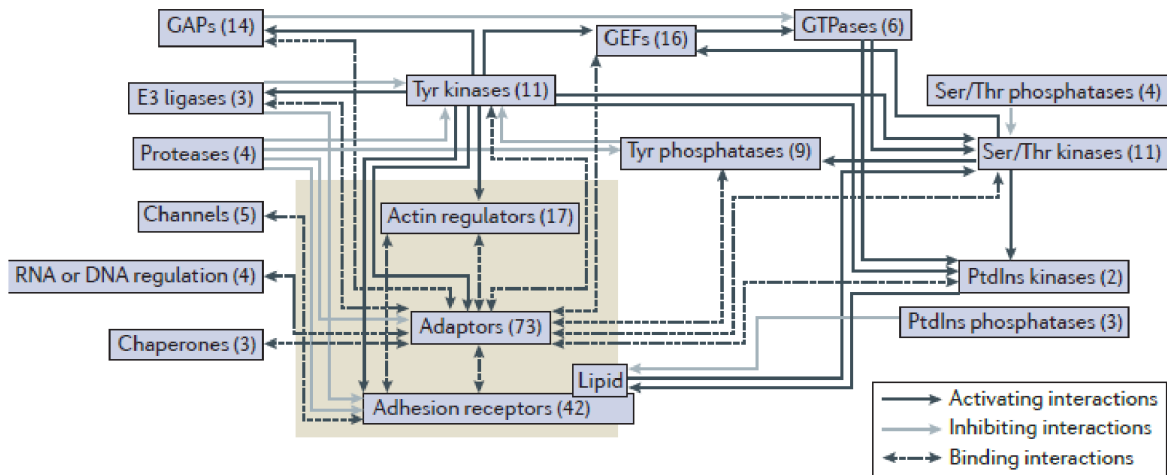 GAPs (14)
GEFs (16)
GTPases (6)
E3 ligases (3)
Tyr kinases (11)
Ser/Thr phosphatases (4)
Proteases (4)
Tyr phosphatases (9)
Ser/Thr kinases (11)
Channels (5)
Actin regulators (17)
RNA or DNA regulation (4)
PtdIns kinases (2)
Adaptors (73)
PtdIns phosphatases (3)
Chaperones (3)
Lipid
Adhesion receptors (42)
Activating interactions
Inhibiting interactions
Binding interactions